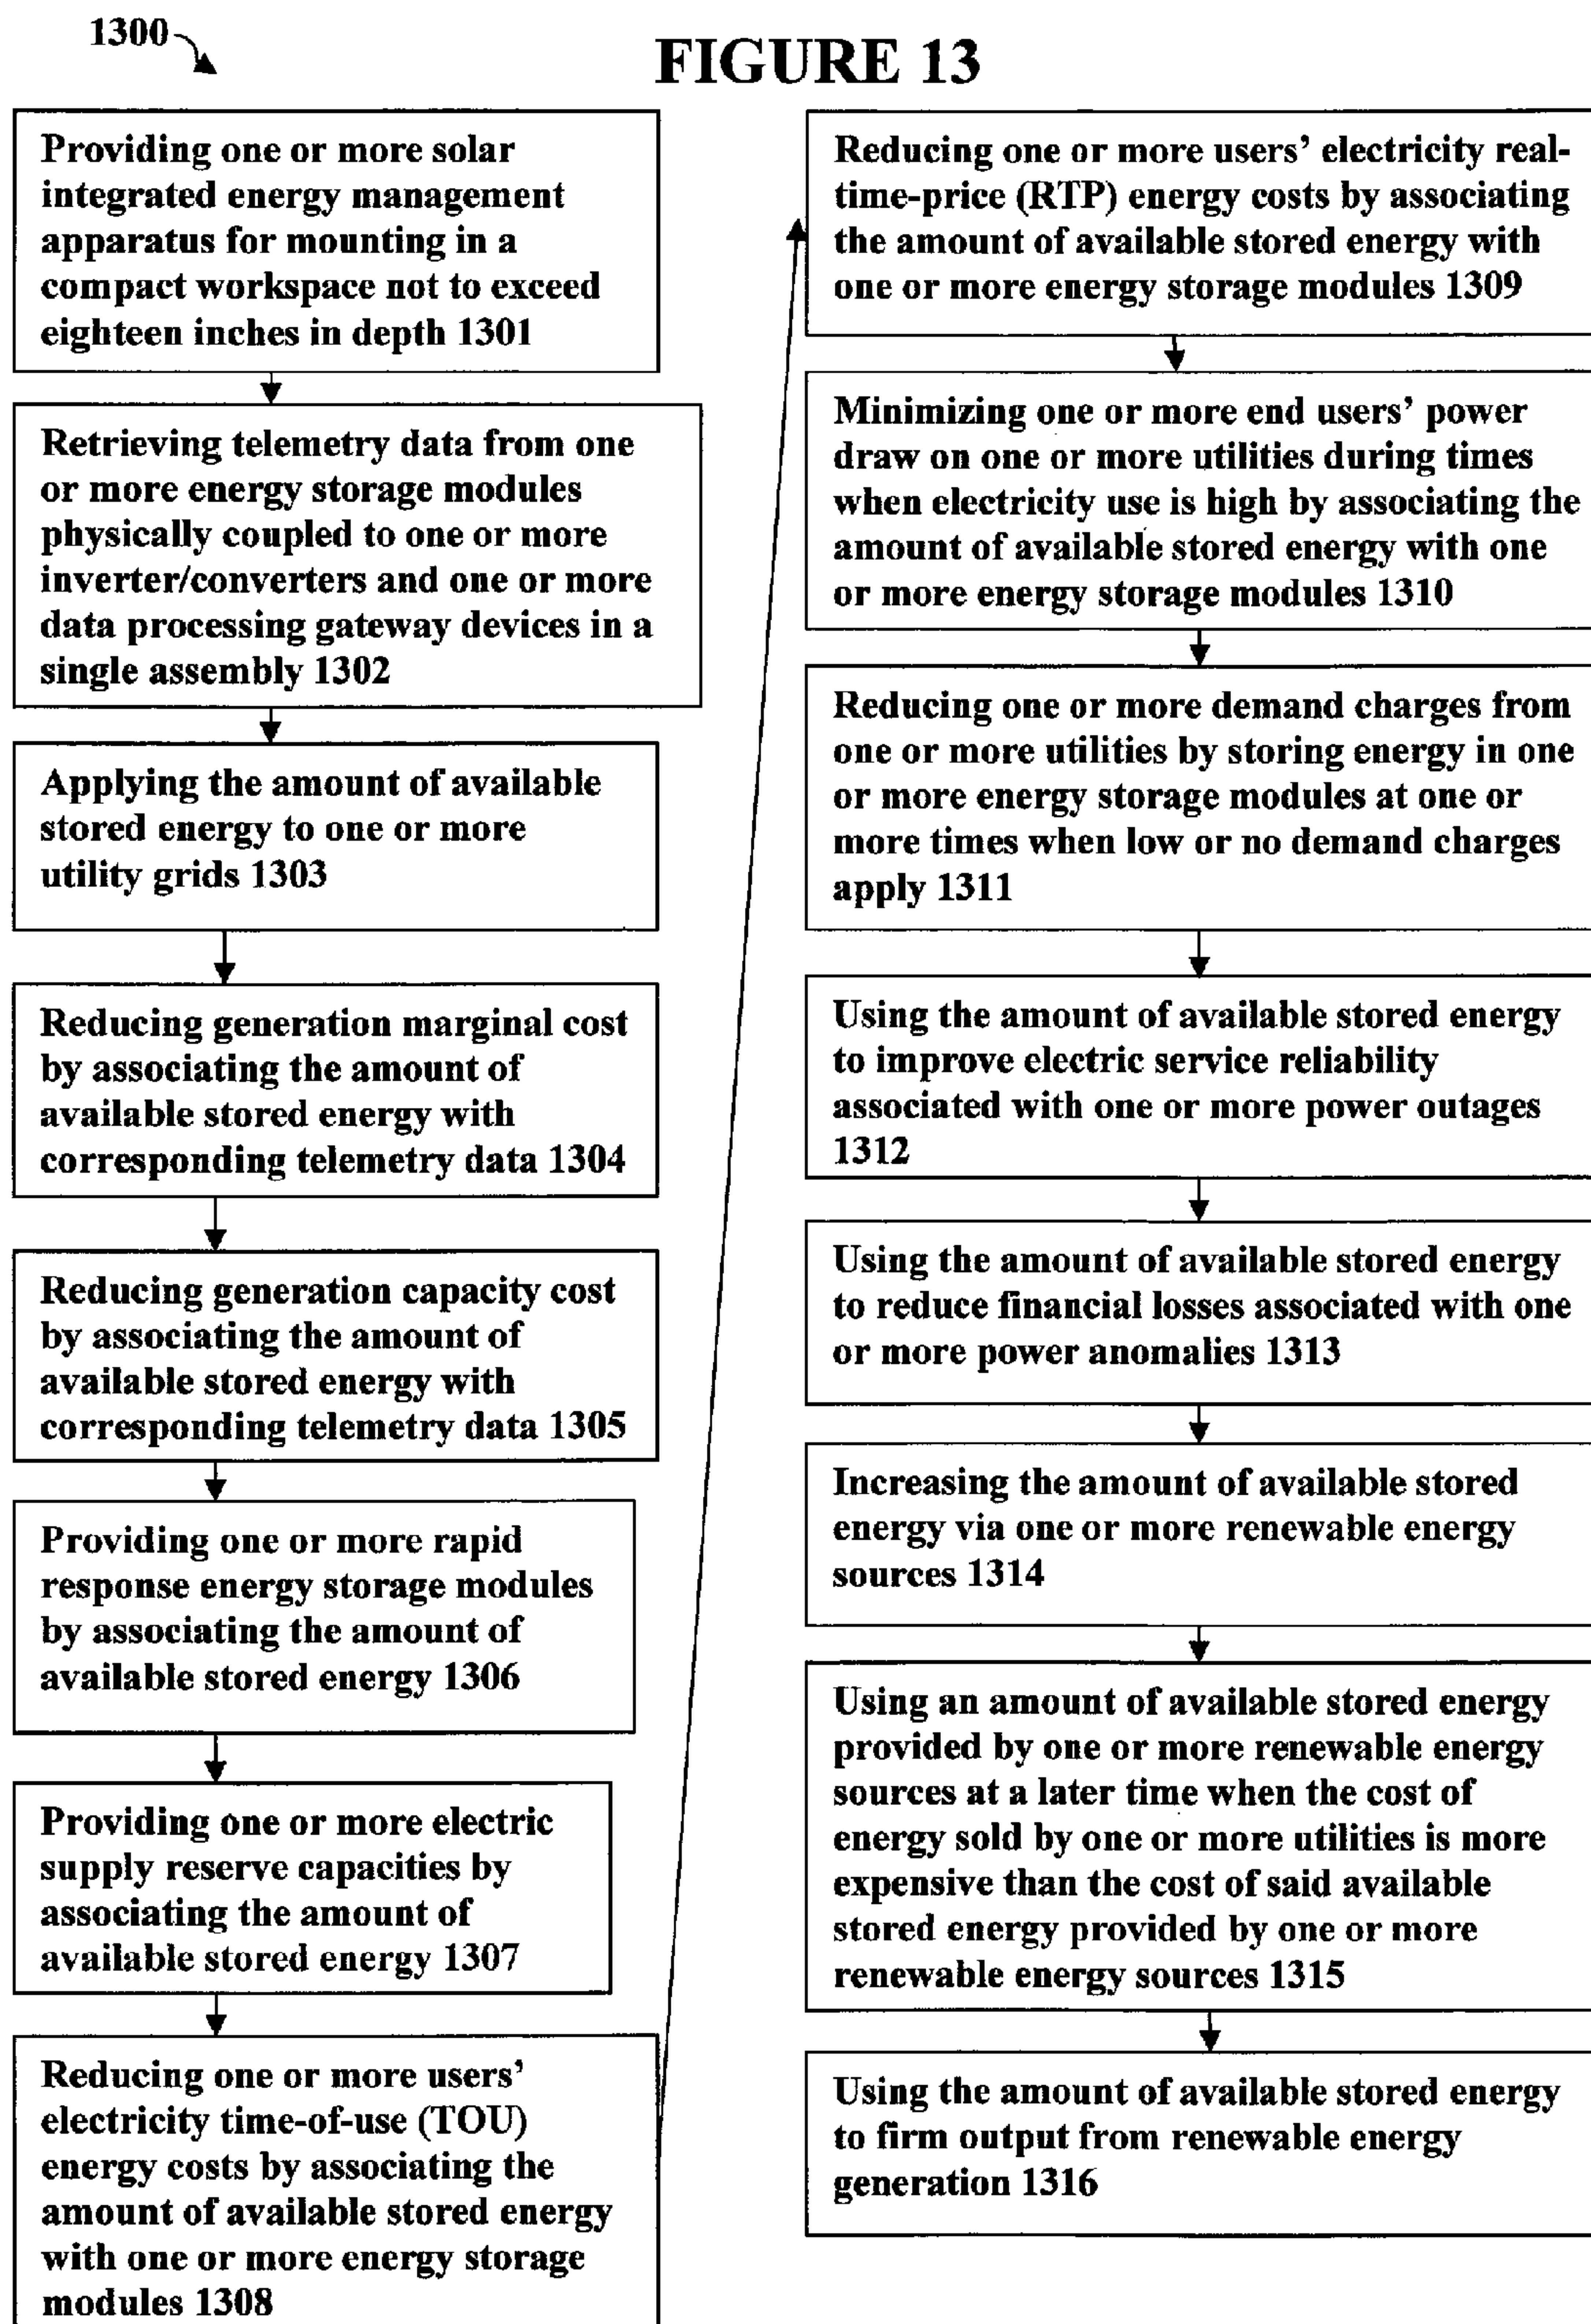 1300
FIGURE 13
Providing one or more solar
integrated energy management
apparatus for mounting in a
compact workspace not to exceed
eighteen inches in depth 1301
Retrieving telemetry data from one
or more energy storage modules
physically coupled to one or more
inverter/converters and one or more
data processing gateway devices in a
single assembly 1302
Applying the amount of available
stored energy to one or more
utility grids 1303
Reducing generation marginal cost
by associating the amount of
available stored energy with
corresponding telemetry data 1304
Reducing generation capacity cost
by associating the amount of
available stored energy with
corresponding telemetry data 1305
Providing one or more rapid
response energy storage modules
by associating the amount of
available stored energy 1306
Providing one or more electric
supply reserve capacities by
associating the amount of
available stored energy 1307
Reducing one or more users’
electricity time-of-use (TOU)
energy costs by associating the
amount of available stored energy
with one or more energy storage
modules 1308
Reducing one or more users’ electricity real-
time-price (RTP) energy costs by associating
the amount of available stored energy with
one or more energy storage modules 1309
Minimizing one or more end users’ power
draw on one or more utilities during times
when electricity use is high by associating the
amount of available stored energy with one
or more energy storage modules 1310
Reducing one or more demand charges from
one or more utilities by storing energy in one
or more energy storage modules at one or
more times when low or no demand charges
apply 1311
Using the amount of available stored energy
to improve electric service reliability
associated with one or more power outages
1312
Using the amount of available stored energy
to reduce financial losses associated with one
or more power anomalies 1313
Increasing the amount of available stored
energy via one or more renewable energy
sources 1314
Using an amount of available stored energy
provided by one or more renewable energy
sources at a later time when the cost of
energy sold by one or more utilities is more
expensive than the cost of said available
stored energy provided by one or more
renewable energy sources 1315
Using the amount of available stored energy
to firm output from renewable energy
generation 1316